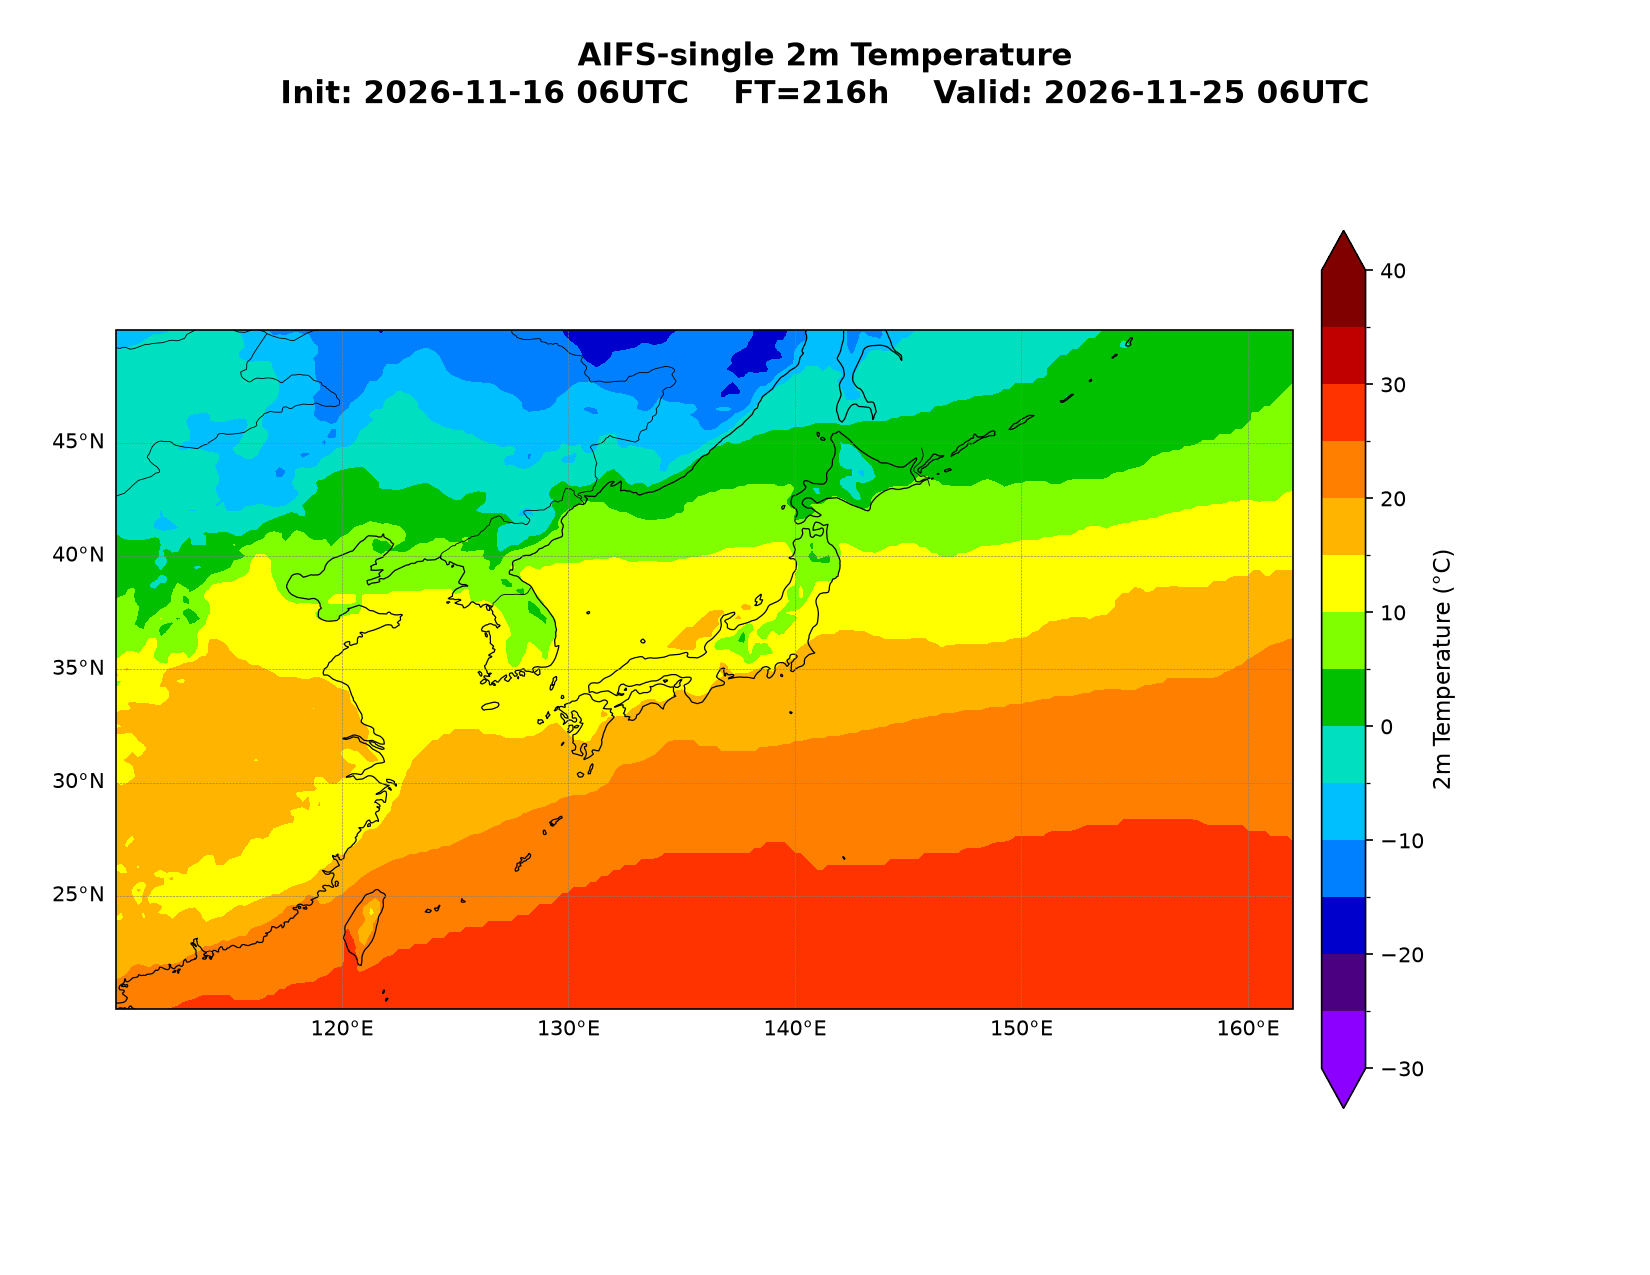 AIFS-single 2m Temperature
Init: 2026-11-16 06UTC    FT=216h    Valid: 2026-11-25 06UTC
45°N
40°N
35°N
30°N
25°N
120°E
130°E
140°E
150°E
160°E
40
30
20
10
0
−10
−20
−30
2m Temperature (°C)